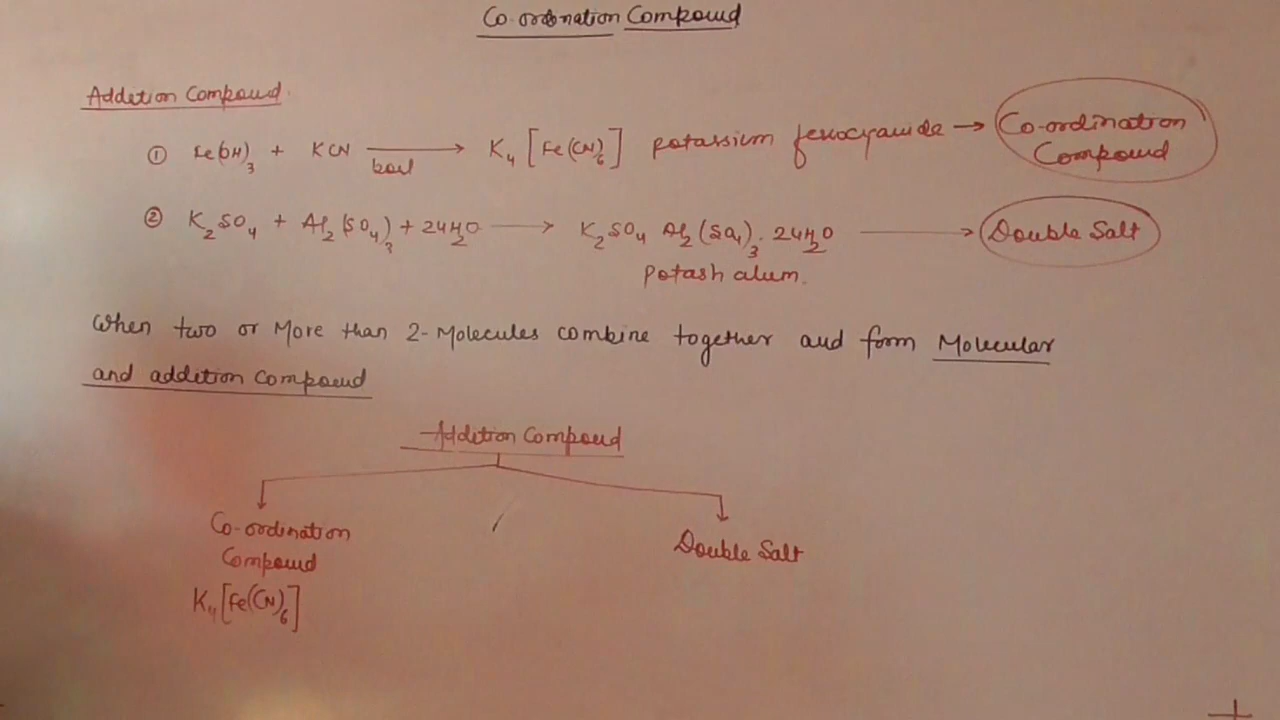 Co-ordination Compound
Addition Compound
① Fe(OH)3 + KCN ⟶ boil K4[Fe(CN)6] potassium ferrocyanide → Co-ordination Compound
② K2SO4 + Al2(SO4)3 + 24H2O ⟶ K2SO4 Al2(SO4)3. 24H2O ⟶ Double Salt
Potash alum.
When two or More than 2-Molecules combine together and form Molecular
and addition Compound
Addition Compoud
Co-ordination
Compound
Double Salt
K4[Fe(CN)6]